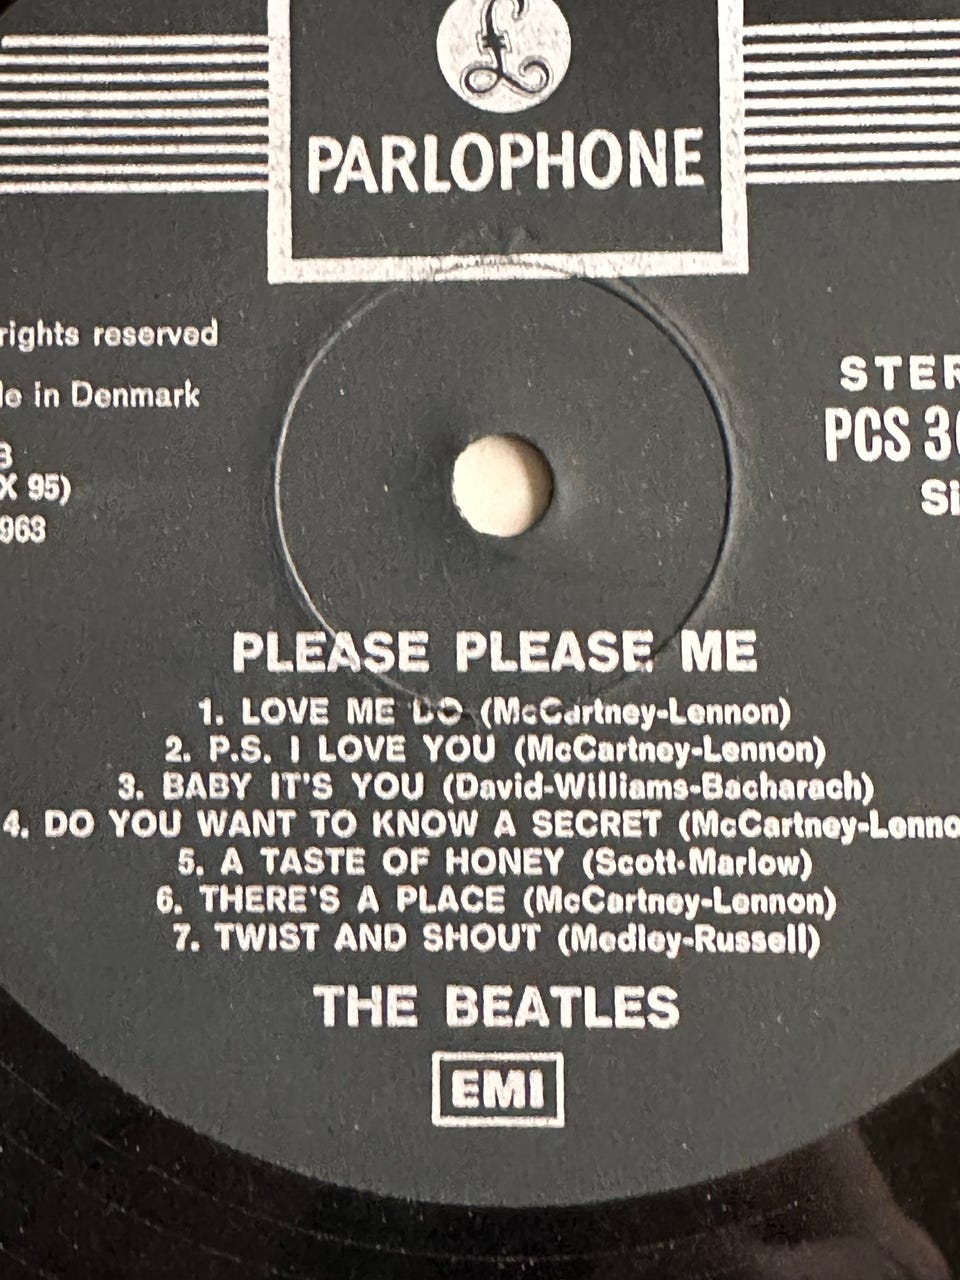 £
PARLOPHONE
rights reserved
in Denmark
X 95)
963
STER
PCS 3
Si
PLEASE PLEASE ME
1. LOVE ME DO (McCartney-Lennon)
2. P.S. I LOVE YOU (McCartney-Lennon)
3. BABY IT'S YOU (David-Williams-Bacharach)
4. DO YOU WANT TO KNOW A SECRET (McCartney-Lenno
5. A TASTE OF HONEY (Scott-Marlow)
6. THERE'S A PLACE (McCartney-Lennon)
7. TWIST AND SHOUT (Medley-Russell)
THE BEATLES
EMI